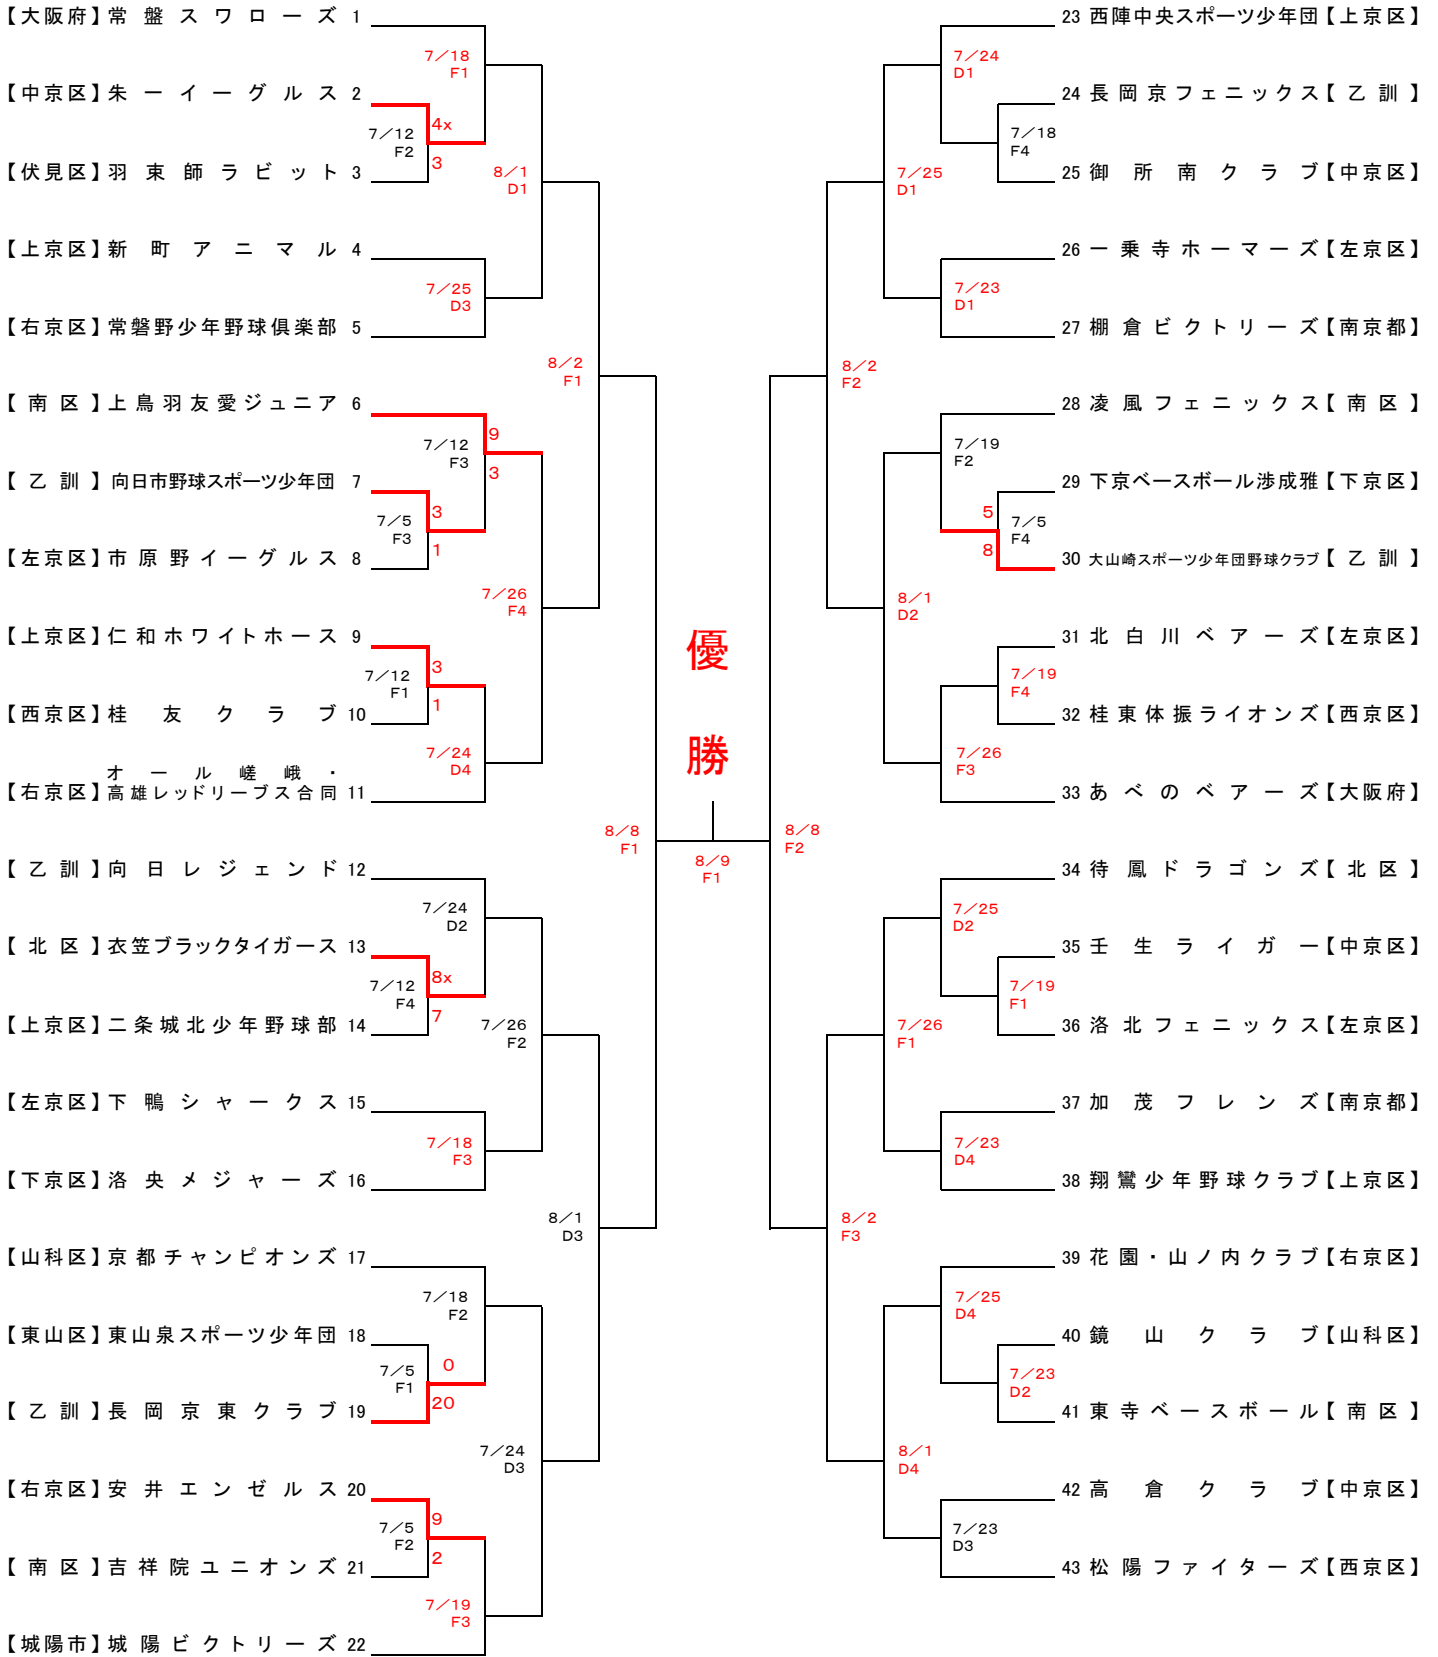 【大阪府】常盤スワローズ 1
7／18
F1
【中京区】朱一イーグルス 2
4x
7／12
F2
3
【伏見区】羽束師ラビット 3
8／1
D1
【上京区】新町アニマル 4
7／25
D3
【右京区】常磐野少年野球倶楽部 5
8／2
F1
【南区】上鳥羽友愛ジュニア 6
9
7／12
F3
3
【乙訓】向日市野球スポーツ少年団 7
3
7／5
F3
1
【左京区】市原野イーグルス 8
7／26
F4
【上京区】仁和ホワイトホース 9
3
7／12
F1
1
【西京区】桂友クラブ 10
7／24
D4
オール嵯峨・
【右京区】高雄レッドリーブス合同 11
8／8
F1
【乙訓】向日レジェンド 12
7／24
D2
【北区】衣笠ブラックタイガース 13
8x
7／12
F4
7
【上京区】二条城北少年野球部 14
7／26
F2
【左京区】下鴨シャークス 15
7／18
F3
【下京区】洛央メジャーズ 16
8／1
D3
【山科区】京都チャンピオンズ 17
7／18
F2
【東山区】東山泉スポーツ少年団 18
0
7／5
F1
20
【乙訓】長岡京東クラブ 19
7／24
D3
【右京区】安井エンゼルス 20
9
7／5
F2
2
【南区】吉祥院ユニオンズ 21
7／19
F3
【城陽市】城陽ビクトリーズ 22
優
勝
8／9
F1
23 西陣中央スポーツ少年団【上京区】
7／24
D1
24 長岡京フェニックス【乙訓】
7／18
F4
25 御所南クラブ【中京区】
7／25
D1
26 一乗寺ホーマーズ【左京区】
7／23
D1
27 棚倉ビクトリーズ【南京都】
8／2
F2
28 凌風フェニックス【南区】
7／19
F2
29 下京ベースボール渉成雅【下京区】
5
7／5
F4
8
30 大山崎スポーツ少年団野球クラブ【乙訓】
8／1
D2
31 北白川ベアーズ【左京区】
7／19
F4
32 桂東体振ライオンズ【西京区】
7／26
F3
33 あべのベアーズ【大阪府】
8／8
F2
34 待鳳ドラゴンズ【北区】
7／25
D2
35 壬生ライガー【中京区】
7／19
F1
36 洛北フェニックス【左京区】
7／26
F1
37 加茂フレンズ【南京都】
7／23
D4
38 翔鸞少年野球クラブ【上京区】
8／2
F3
39 花園・山ノ内クラブ【右京区】
7／25
D4
40 鏡山クラブ【山科区】
7／23
D2
41 東寺ベースボール【南区】
8／1
D4
42 高倉クラブ【中京区】
7／23
D3
43 松陽ファイターズ【西京区】